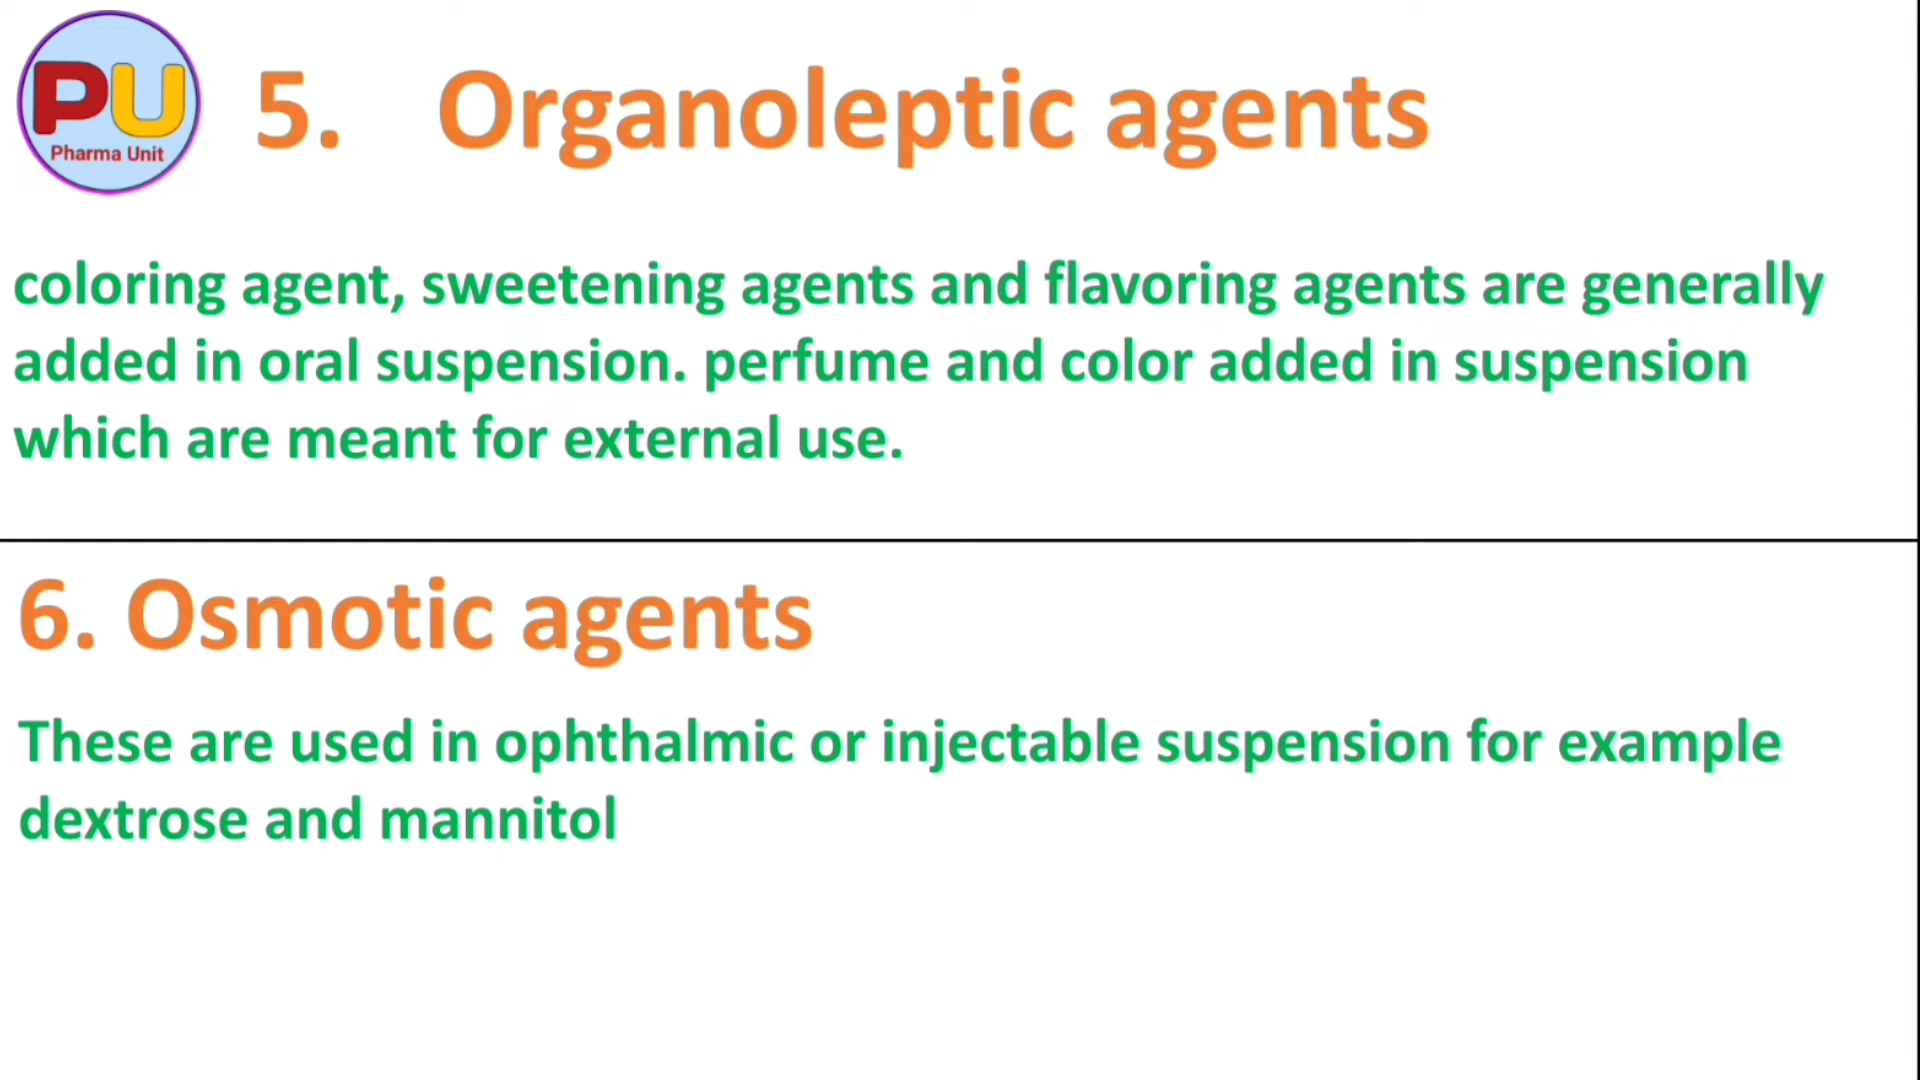 PU
Pharma Unit
5. Organoleptic agents
coloring agent, sweetening agents and flavoring agents are generally
added in oral suspension. perfume and color added in suspension
which are meant for external use.
6. Osmotic agents
These are used in ophthalmic or injectable suspension for example
dextrose and mannitol